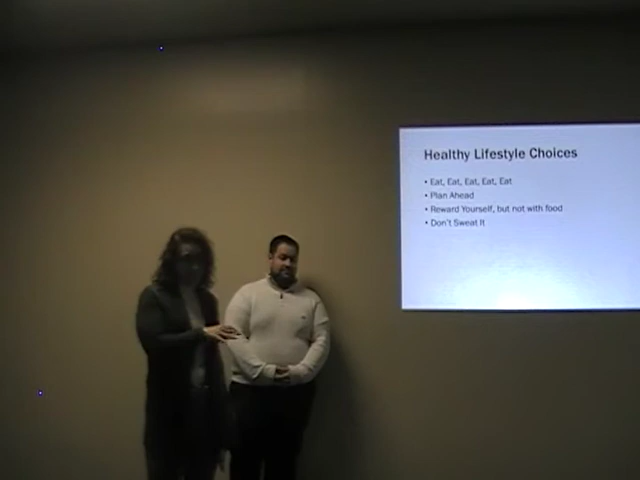 Healthy Lifestyle Choices
• Eat, Eat, Eat, Eat, Eat
• Plan Ahead
• Reward Yourself, but not with food
• Don't Sweat It